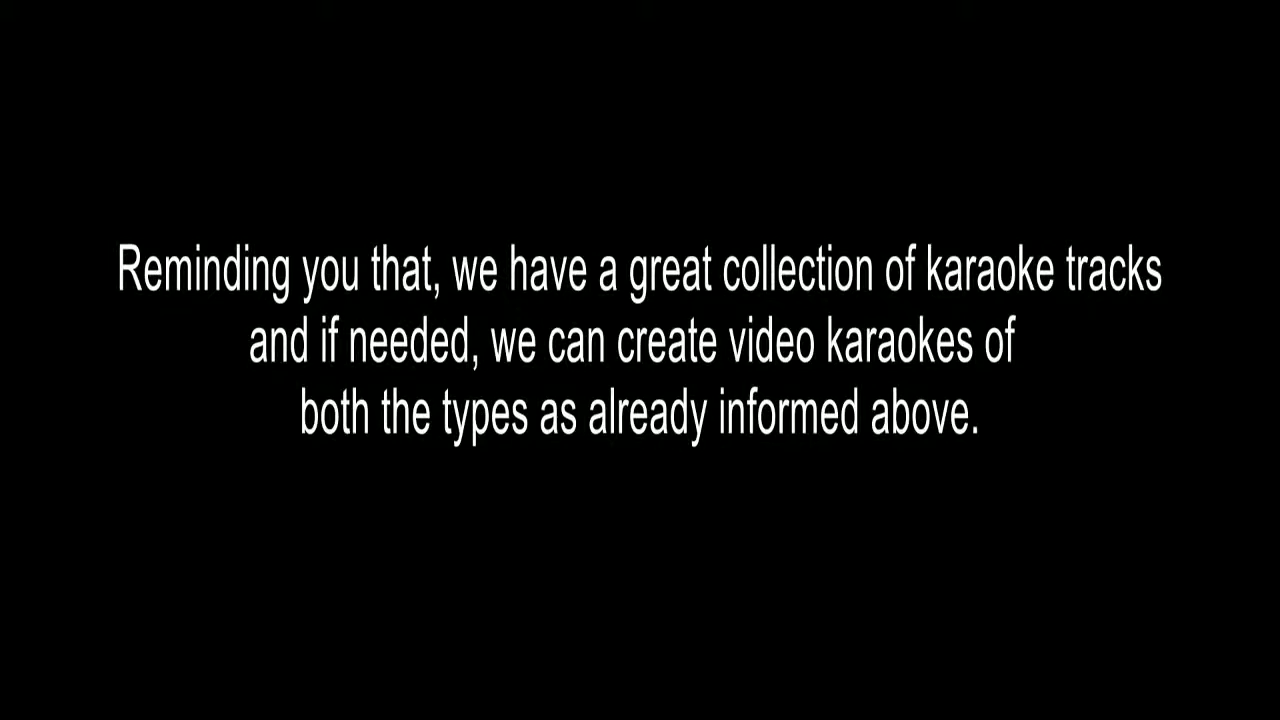 Reminding you that, we have a great collection of karaoke tracks
and if needed, we can create video karaokes of
both the types as already informed above.